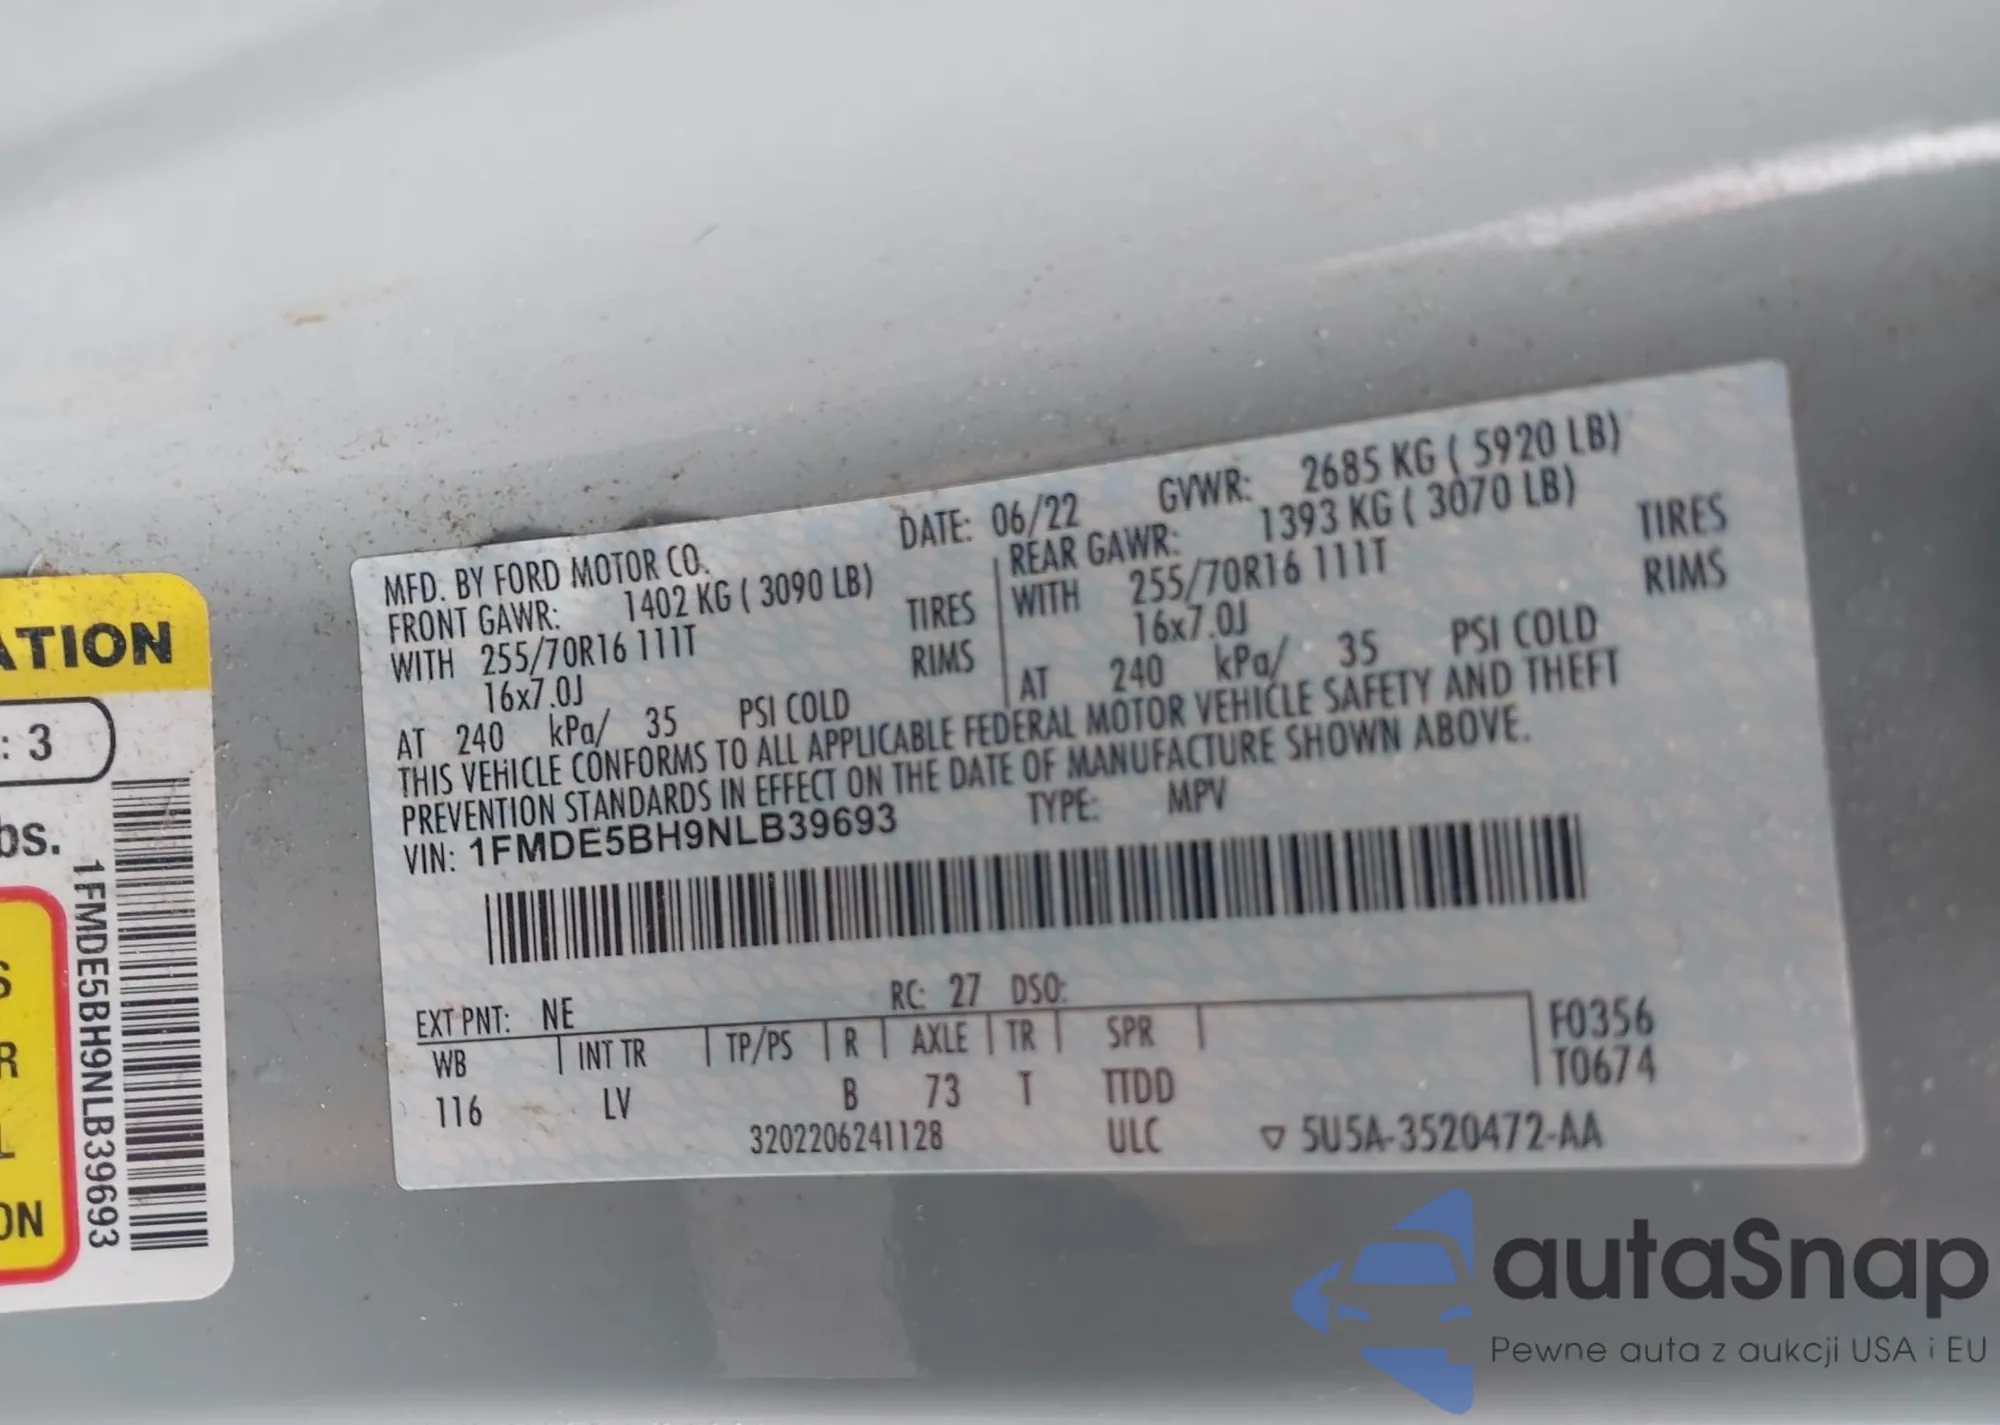 ATION
: 3
bs.
1FMDE5BH9NLB39693
S
R
L
ON
MFD. BY FORD MOTOR CO. DATE: 06/22 GVWR: 2685 KG ( 5920 LB)
FRONT GAWR: 1402 KG ( 3090 LB) REAR GAWR: 1393 KG ( 3070 LB)
WITH 255/70R16 111T TIRES WITH 255/70R16 111T TIRES
16x7.0J RIMS 16x7.0J RIMS
AT 240 kPa/ 35 PSI COLD AT 240 kPa/ 35 PSI COLD
THIS VEHICLE CONFORMS TO ALL APPLICABLE FEDERAL MOTOR VEHICLE SAFETY AND THEFT
PREVENTION STANDARDS IN EFFECT ON THE DATE OF MANUFACTURE SHOWN ABOVE.
VIN: 1FMDE5BH9NLB39693 TYPE: MPV
EXT PNT: NE RC: 27 DSO: F0356
WB INT TR TP/PS R AXLE TR SPR T0674
116 LV B 73 T TTDD
3202206241128 ULC ▽ 5U5A-3520472-AA
autaSnap
Pewne auta z aukcji USA i EU